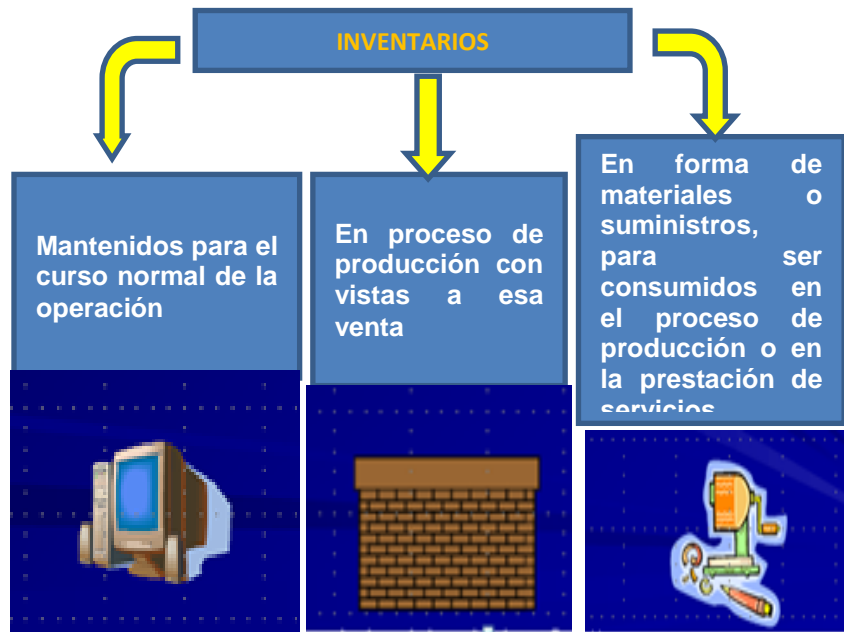 INVENTARIOS
Mantenidos para el
curso normal de la
operación
En proceso de
producción con
vistas a esa
venta
En forma de
materiales o
suministros,
para ser
consumidos en
el proceso de
producción o en
la prestación de
servicios